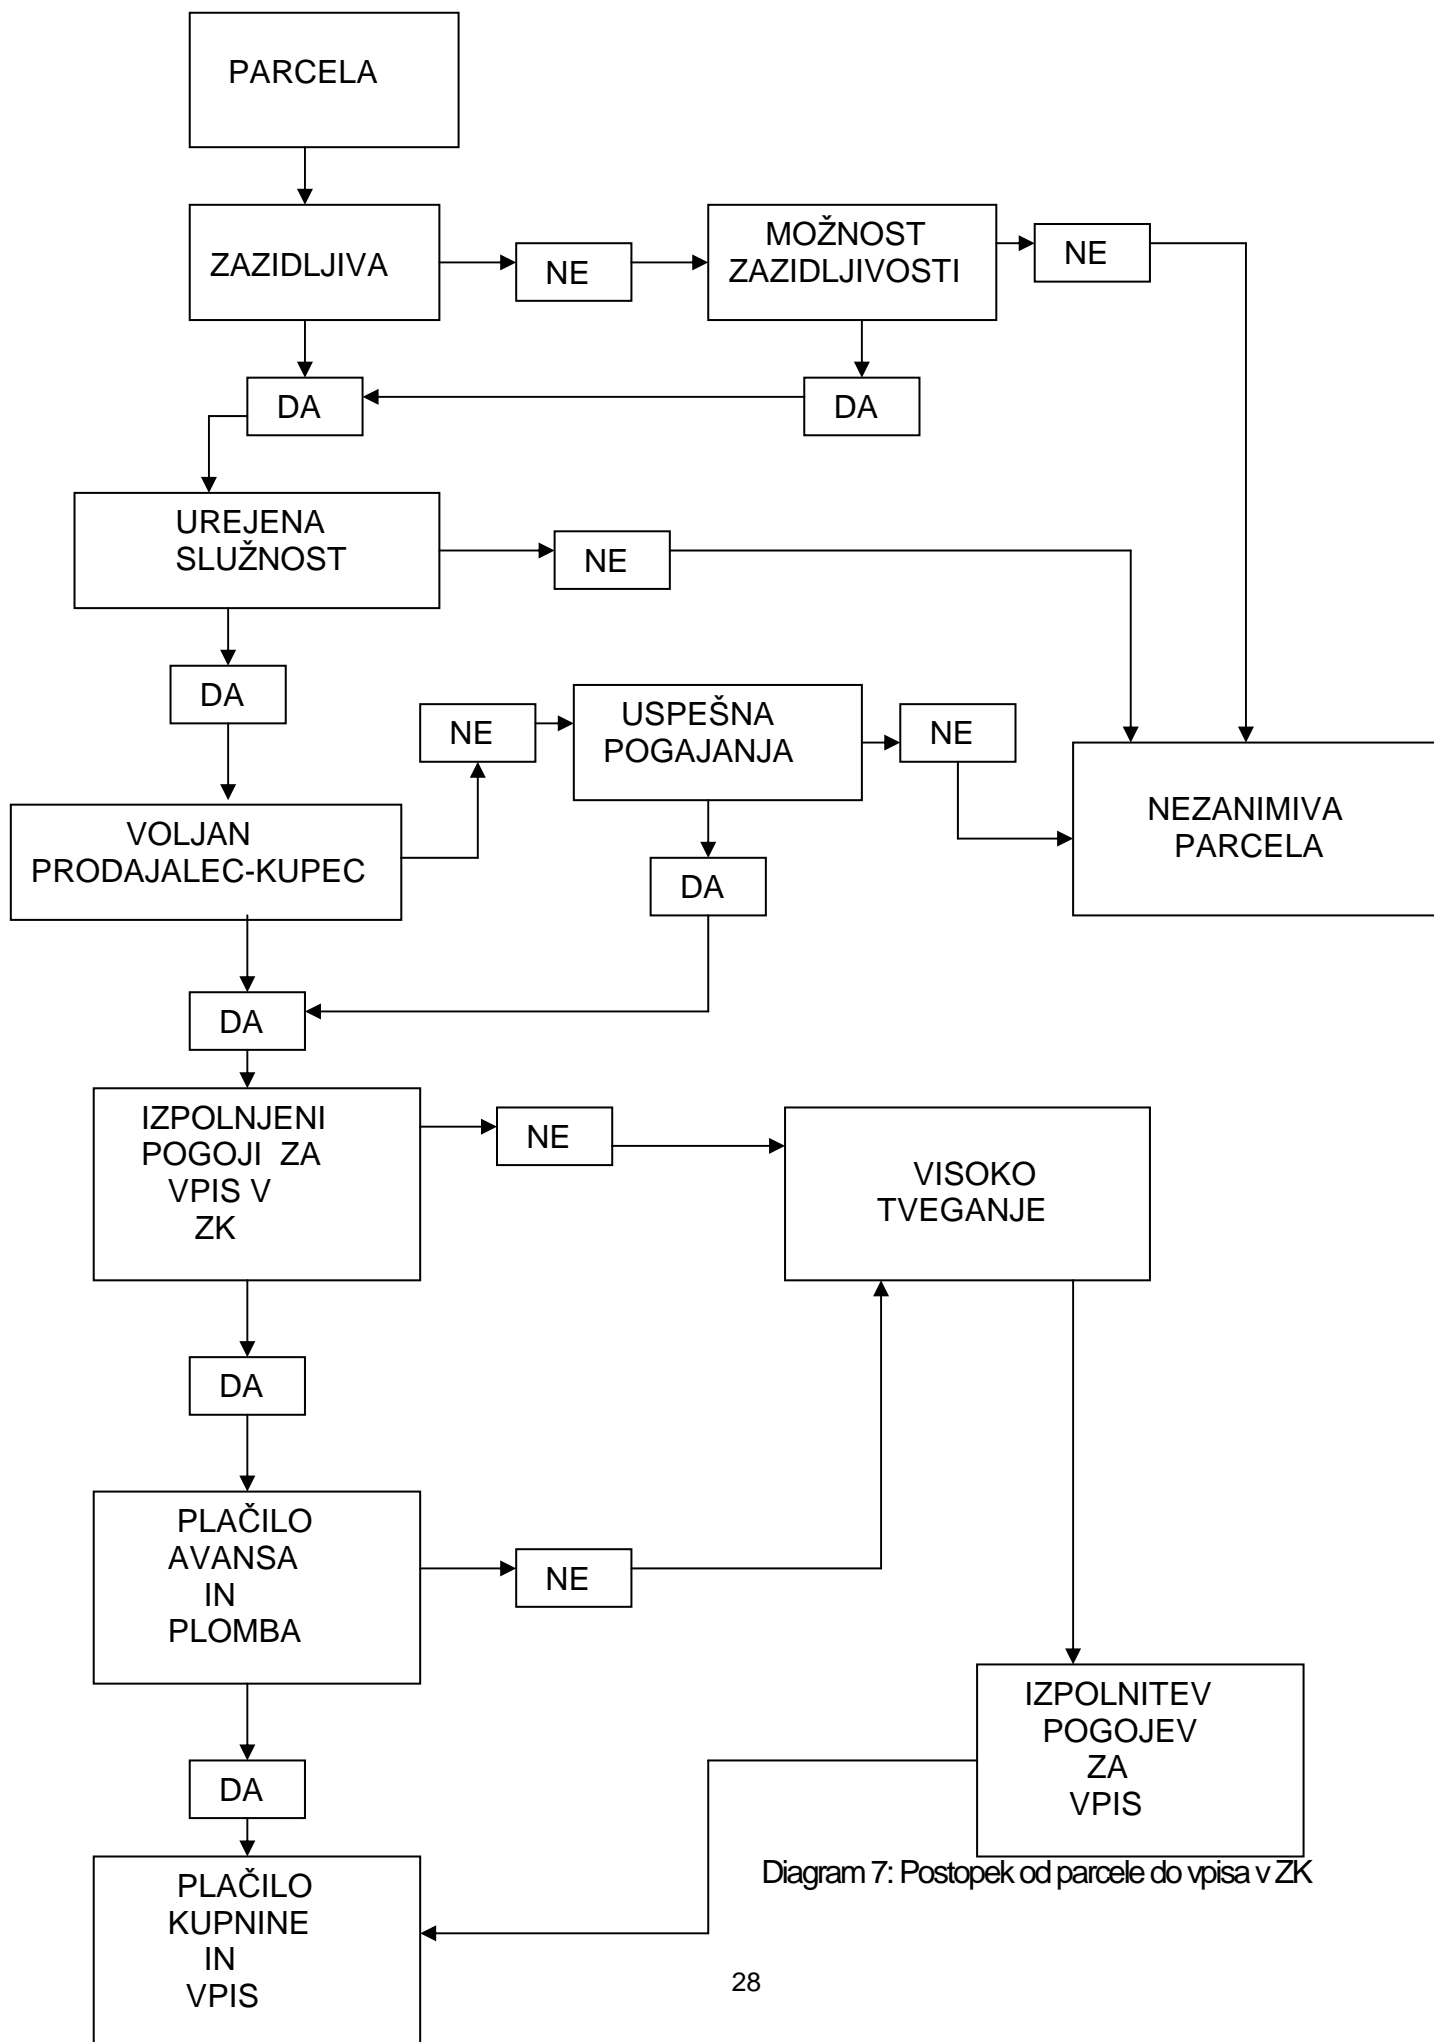 PARCELA
ZAZIDLJIVA
NE
MOŽNOST
ZAZIDLJIVOSTI
NE
DA
DA
UREJENA
SLUŽNOST
NE
DA
NE
USPEŠNA
POGAJANJA
NE
VOLJAN
PRODAJALEC-KUPEC
DA
NEZANIMIVA
PARCELA
DA
IZPOLNJENI
POGOJI ZA
VPIS V
ZK
NE
VISOKO
TVEGANJE
DA
PLAČILO
AVANSA
IN
PLOMBA
NE
DA
IZPOLNITEV
POGOJEV
ZA
VPIS
PLAČILO
KUPNINE
IN
VPIS
Diagram 7: Postopek od parcele do vpisa v ZK
28